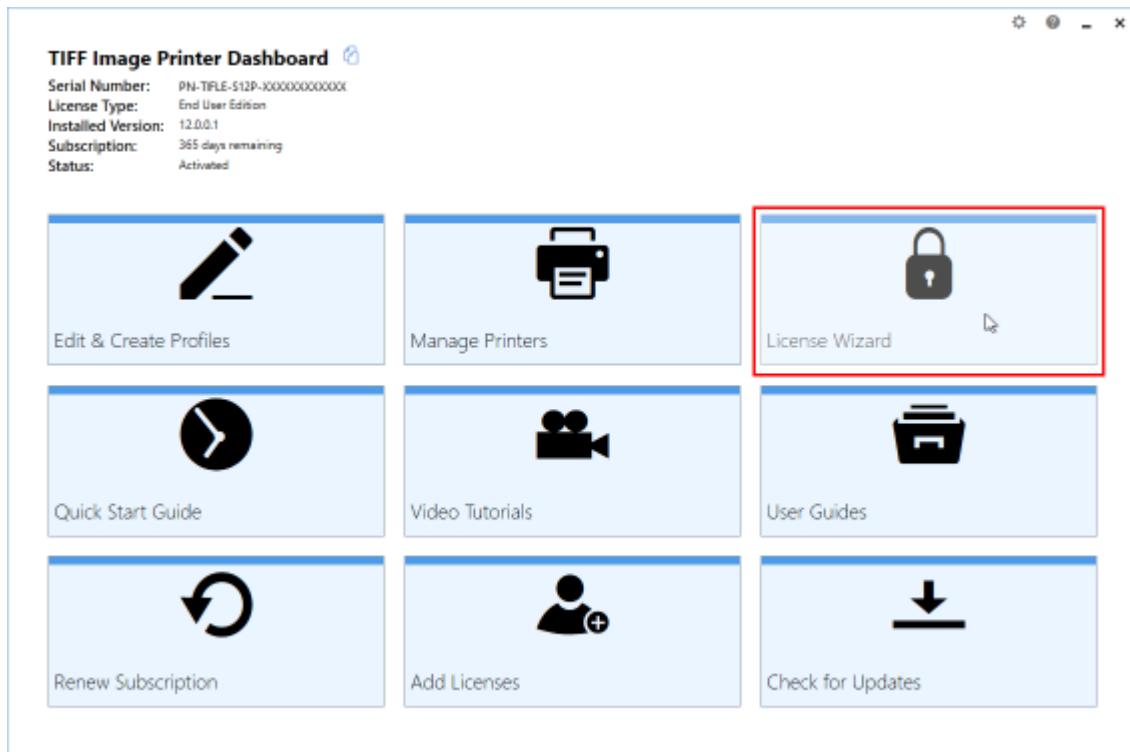 TIFF Image Printer Dashboard
Serial Number: PN-TIFLE-S12P-XXXXXXXXXXXX
License Type: End User Edition
Installed Version: 12.0.0.1
Subscription: 365 days remaining
Status: Activated
Edit & Create Profiles
Manage Printers
License Wizard
Quick Start Guide
Video Tutorials
User Guides
Renew Subscription
Add Licenses
Check for Updates